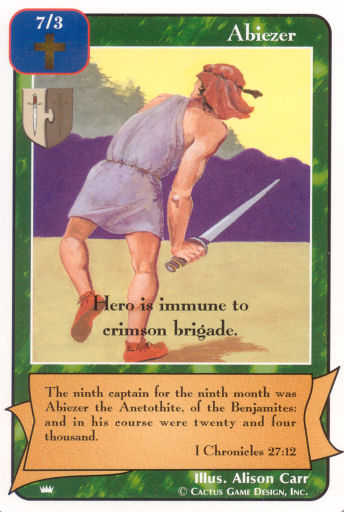 7/3
Abiezer
Hero is immune to
crimson brigade.
The ninth captain for the ninth month was
Abiezer the Anetothite, of the Benjamites:
and in his course were twenty and four
thousand.
I Chronicles 27:12
Illus. Alison Carr
© Cactus Game Design, Inc.